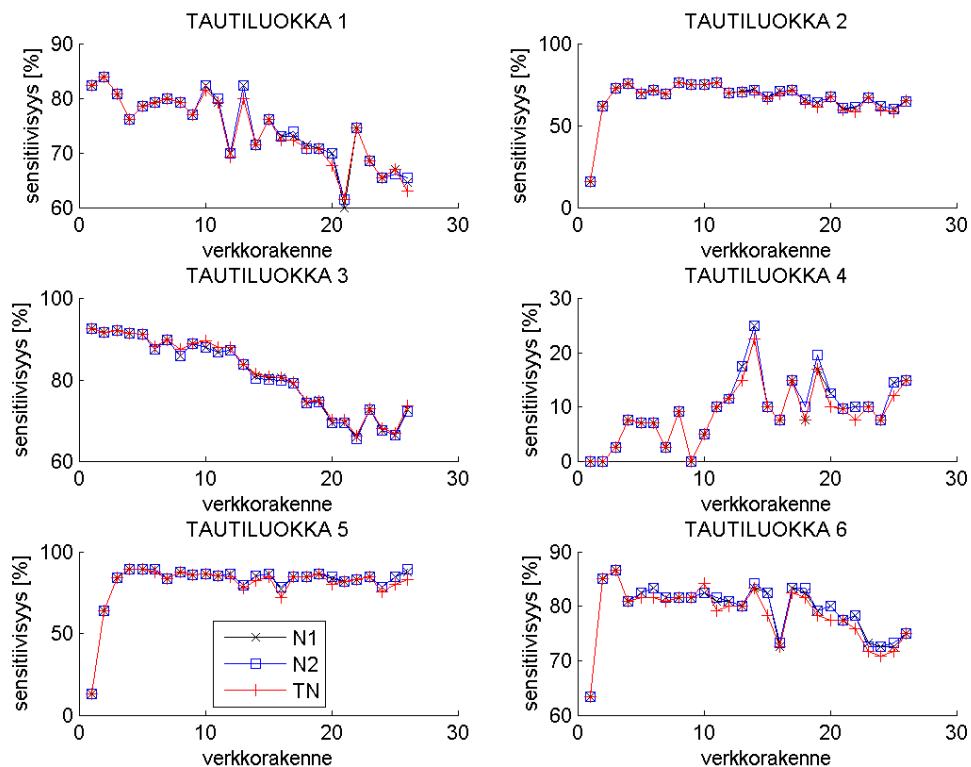 TAUTILUOKKA 1
90
80
70
60
sensitiivisyys [%]
0
10
20
30
verkkorakenne
TAUTILUOKKA 2
100
50
0
sensitiivisyys [%]
0
10
20
30
verkkorakenne
TAUTILUOKKA 3
100
80
60
sensitiivisyys [%]
0
10
20
30
verkkorakenne
TAUTILUOKKA 4
30
20
10
0
sensitiivisyys [%]
0
10
20
30
verkkorakenne
TAUTILUOKKA 5
100
50
0
sensitiivisyys [%]
N1
N2
TN
0
10
20
30
verkkorakenne
TAUTILUOKKA 6
90
80
70
60
sensitiivisyys [%]
0
10
20
30
verkkorakenne